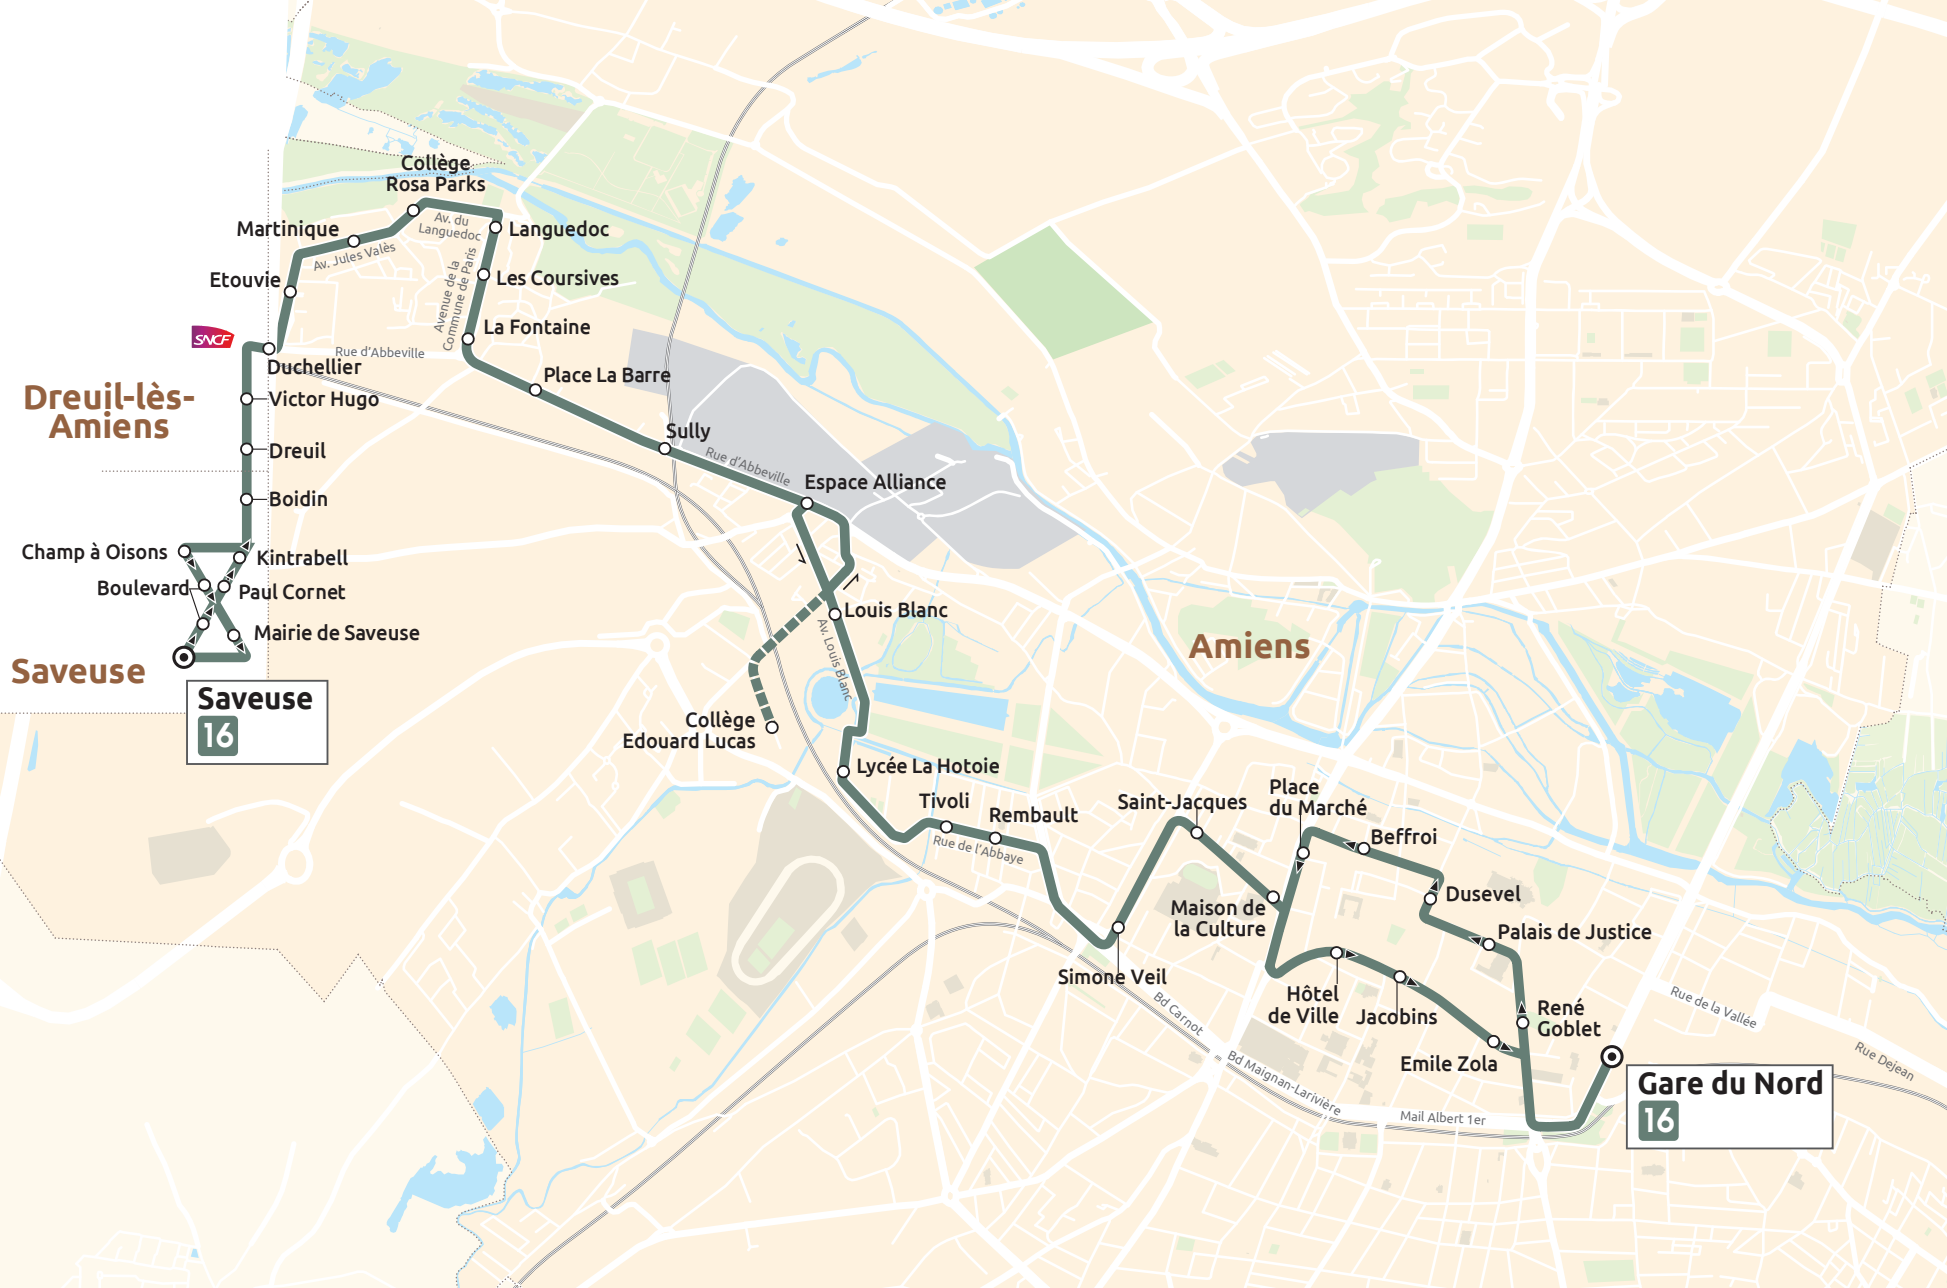 Collège
Rosa Parks
Martinique
Av. du
Languedoc
Languedoc
Av. Jules Valès
Etouvie
Avenue de la
Commune de Paris
Les Coursives
SNCF
La Fontaine
Rue d'Abbeville
Duchellier
Place La Barre
Dreuil-lès-
Amiens
Victor Hugo
Sully
Dreuil
Rue d'Abbeville
Espace Alliance
Boidin
Champ à Oisons
Kintrabell
Boulevard
Paul Cornet
Louis Blanc
Mairie de Saveuse
Av. Louis Blanc
Amiens
Saveuse
Saveuse
16
Collège
Edouard Lucas
Lycée La Hotoie
Tivoli
Rembault
Rue de l'Abbaye
Saint-Jacques
Place
du Marché
Beffroi
Dusevel
Maison de
la Culture
Palais de Justice
Simone Veil
Hôtel
de Ville
Jacobins
René
Goblet
Bd Carnot
Rue de la Vallée
Emile Zola
Rue Dejean
Bd Maignan-Larivière
Mail Albert 1er
Gare du Nord
16